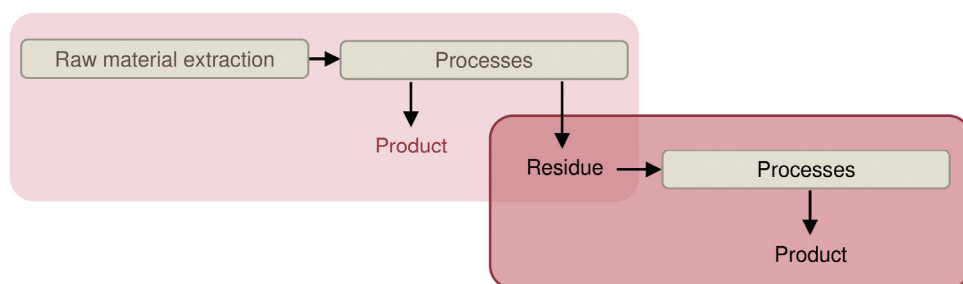 Raw material extraction
Processes
Product
Residue
Processes
Product